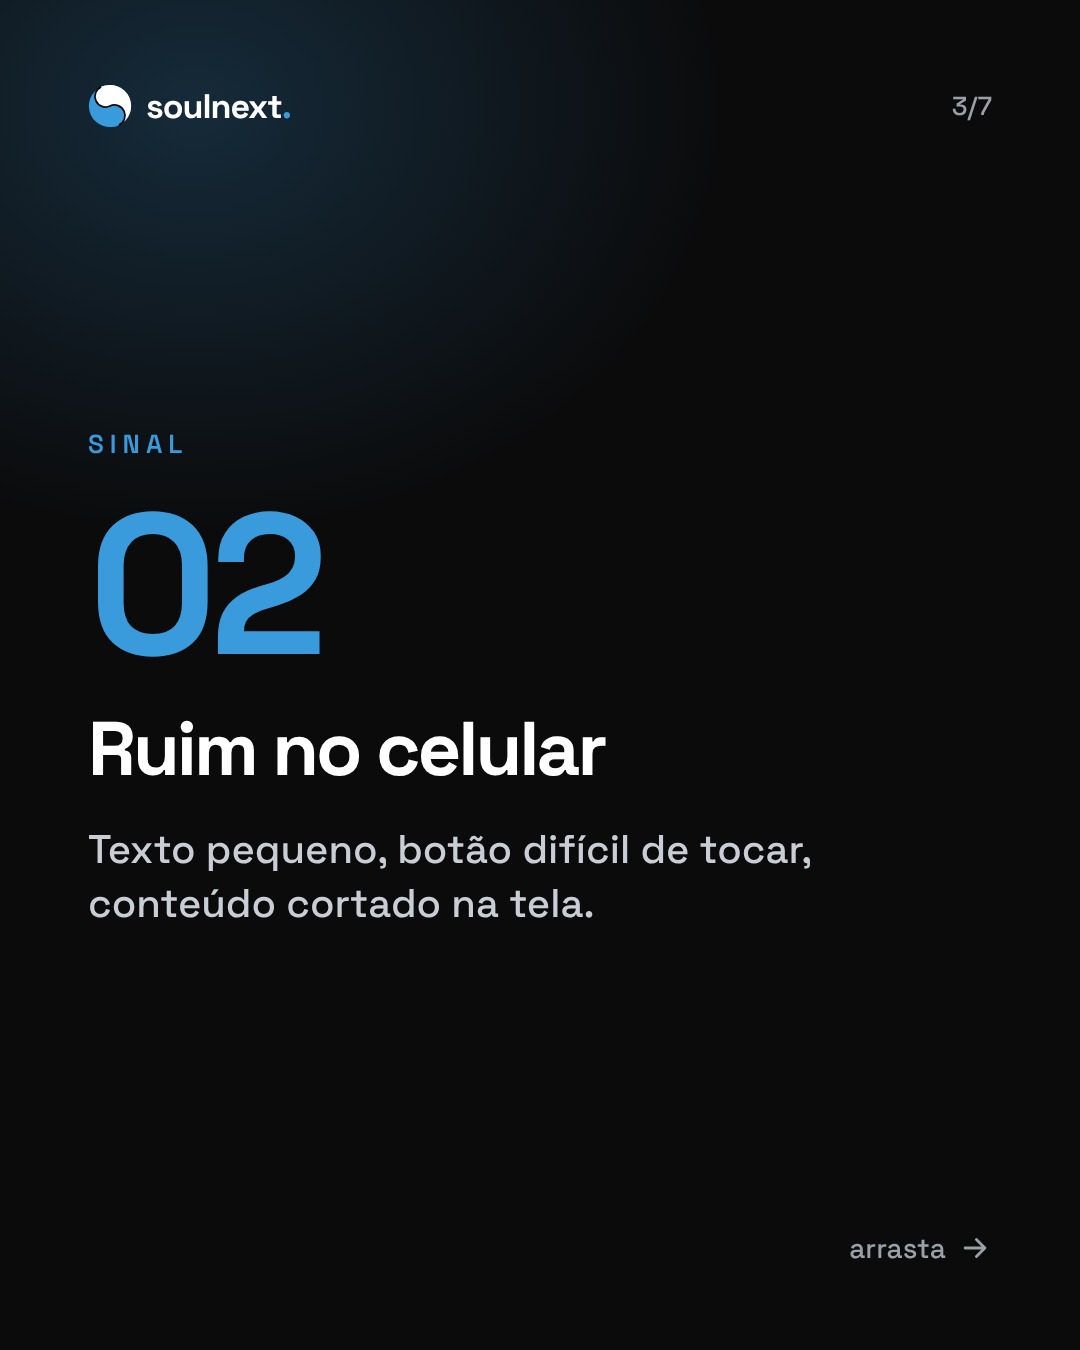 soulnext.
3/7
SINAL
02
Ruim no celular
Texto pequeno, botão difícil de tocar,
conteúdo cortado na tela.
arrasta →